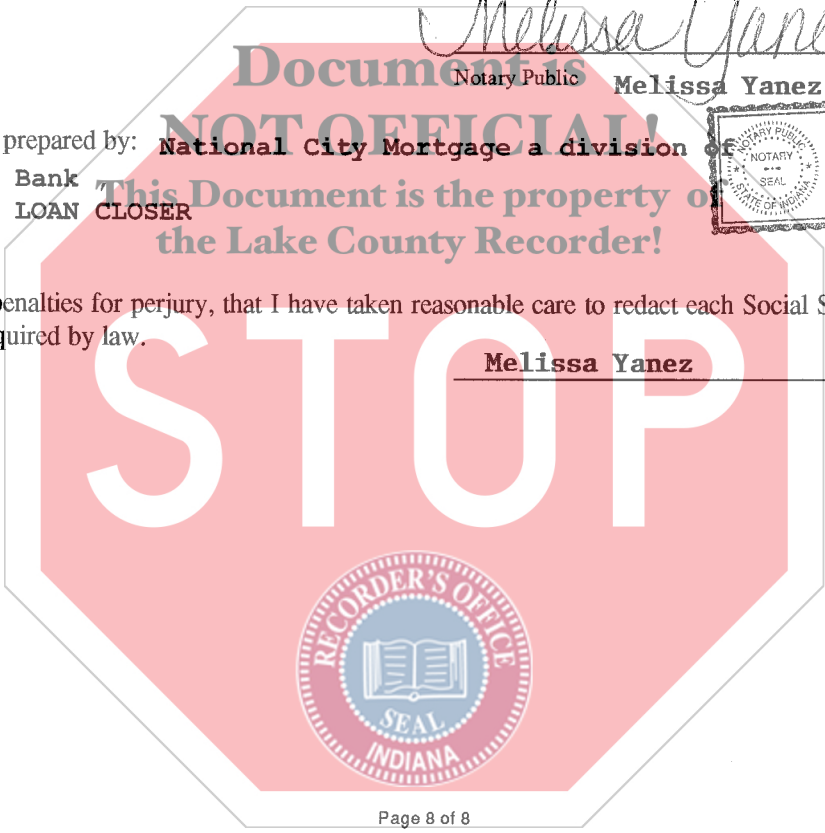 Melissa Yane
Document is
Notary Public Melissa Yanez
NOT OFFICIAL!
prepared by: National City Mortgage a division of
NOTARY PUBLIC
NOTARY
SEAL
STATE OF INDIANA
Bank
This Document is the property of
LOAN CLOSER
the Lake County Recorder!
enalties for perjury, that I have taken reasonable care to redact each Social S
quired by law.
Melissa Yanez
STOP
RECORDER'S OFFICE
SEAL
INDIANA
Page 8 of 8